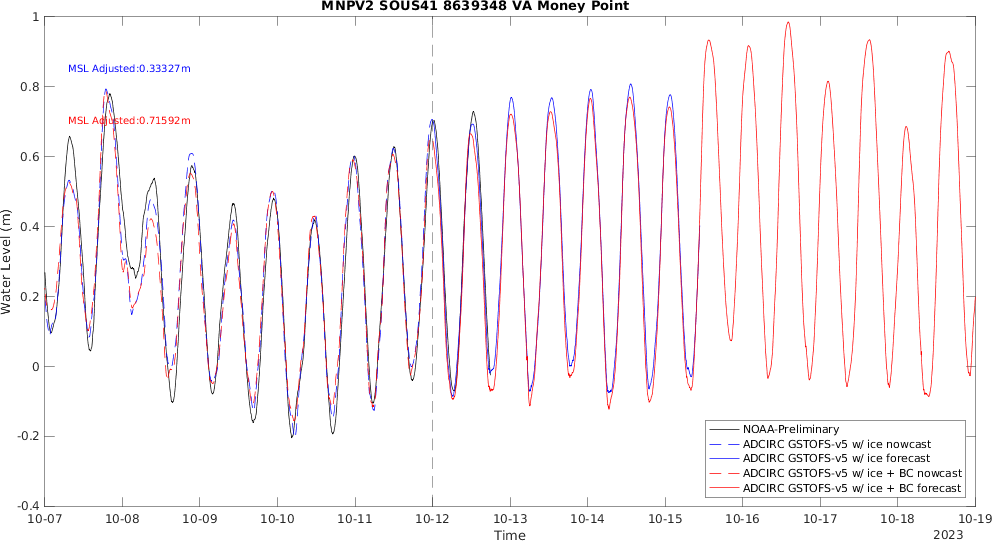 MNPV2 SOUS41 8639348 VA Money Point
1
0.8
0.6
0.4
0.2
0
-0.2
-0.4
Water Level (m)
MSL Adjusted:0.33327m
MSL Adjusted:0.71592m
NOAA-Preliminary
ADCIRC GSTOFS-v5 w/ ice nowcast
ADCIRC GSTOFS-v5 w/ ice forecast
ADCIRC GSTOFS-v5 w/ ice + BC nowcast
ADCIRC GSTOFS-v5 w/ ice + BC forecast
10-07 10-08 10-09 10-10 10-11 10-12 10-13 10-14 10-15 10-16 10-17 10-18 10-19
Time
2023